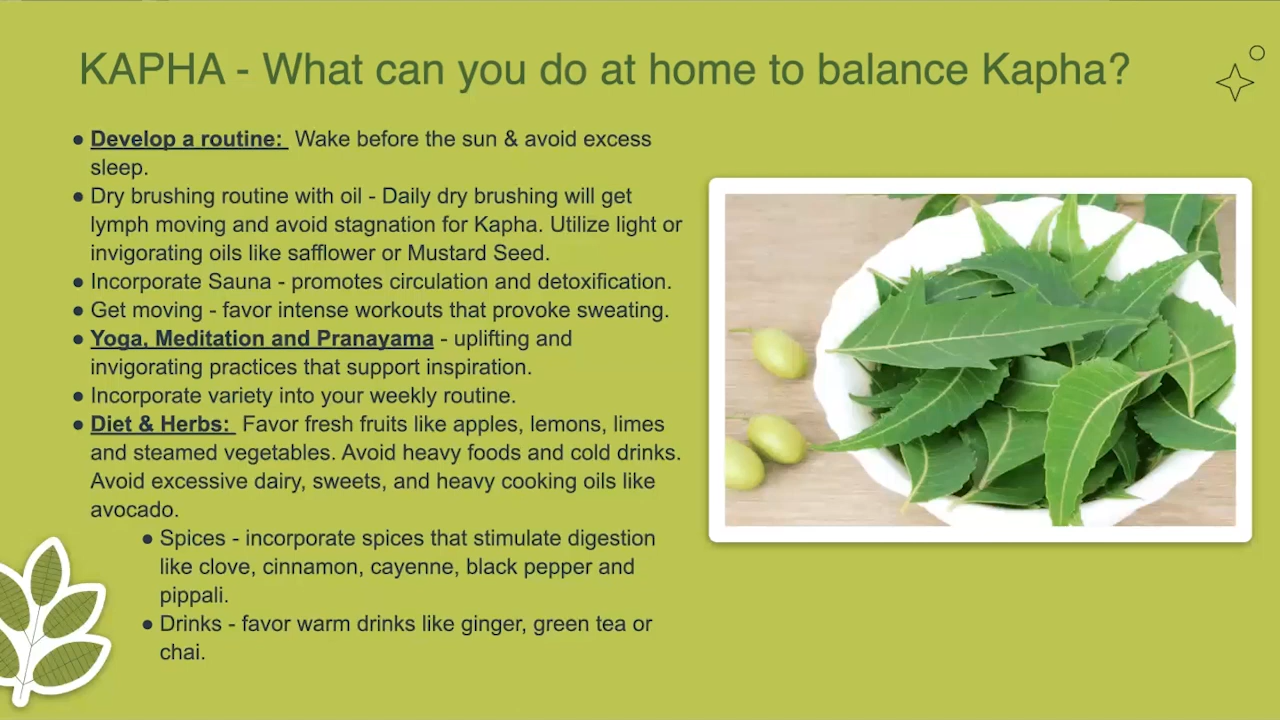 KAPHA - What can you do at home to balance Kapha?
● Develop a routine: Wake before the sun & avoid excess
sleep.
● Dry brushing routine with oil - Daily dry brushing will get
lymph moving and avoid stagnation for Kapha. Utilize light or
invigorating oils like safflower or Mustard Seed.
● Incorporate Sauna - promotes circulation and detoxification.
● Get moving - favor intense workouts that provoke sweating.
● Yoga, Meditation and Pranayama - uplifting and
invigorating practices that support inspiration.
● Incorporate variety into your weekly routine.
● Diet & Herbs: Favor fresh fruits like apples, lemons, limes
and steamed vegetables. Avoid heavy foods and cold drinks.
Avoid excessive dairy, sweets, and heavy cooking oils like
avocado.
● Spices - incorporate spices that stimulate digestion
like clove, cinnamon, cayenne, black pepper and
pippali.
● Drinks - favor warm drinks like ginger, green tea or
chai.